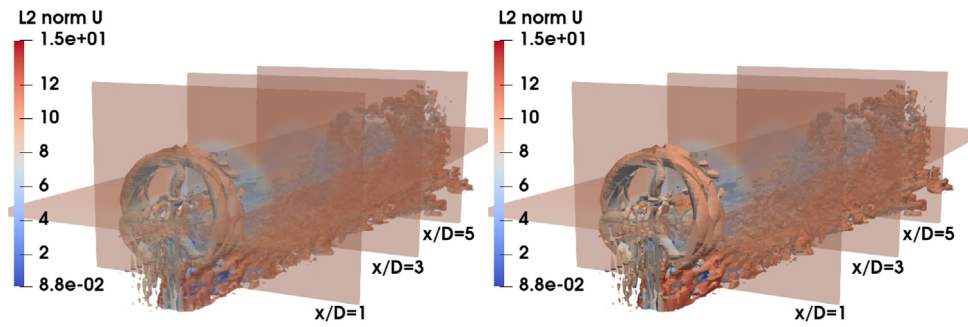 L2 norm U
1.5e+01
12
10
8
6
4
2
8.8e-02
x/D=5
x/D=3
x/D=1
L2 norm U
1.5e+01
12
10
8
6
4
2
8.8e-02
x/D=5
x/D=3
x/D=1